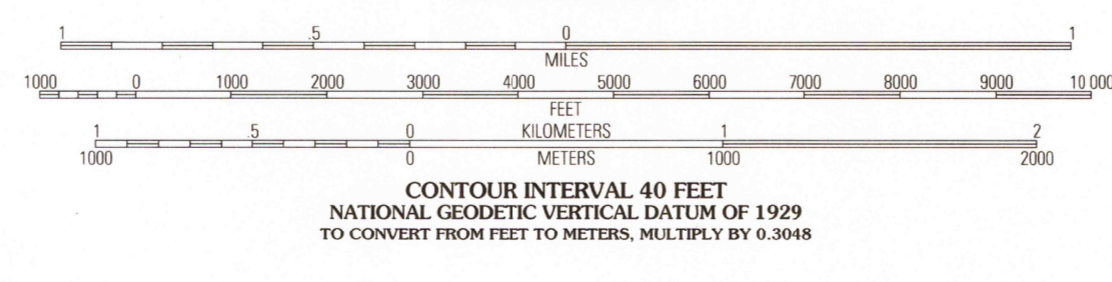 1 .5 0 1
MILES
1000 0 1000 2000 3000 4000 5000 6000 7000 8000 9000 10 000
FEET
1 .5 0 KILOMETERS 1 2
1000 0 METERS 1000 2000
CONTOUR INTERVAL 40 FEET
NATIONAL GEODETIC VERTICAL DATUM OF 1929
TO CONVERT FROM FEET TO METERS, MULTIPLY BY 0.3048